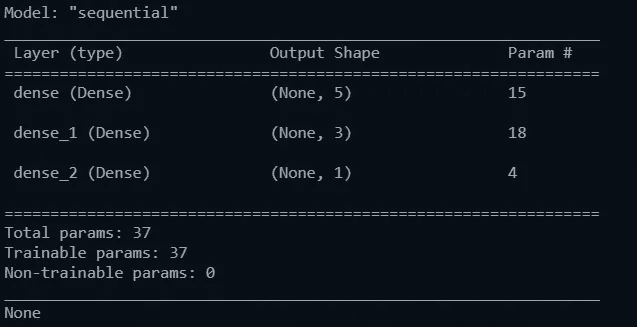 Model: "sequential"
Layer (type) Output Shape Param #
dense (Dense) (None, 5) 15
dense_1 (Dense) (None, 3) 18
dense_2 (Dense) (None, 1) 4
Total params: 37
Trainable params: 37
Non-trainable params: 0
None